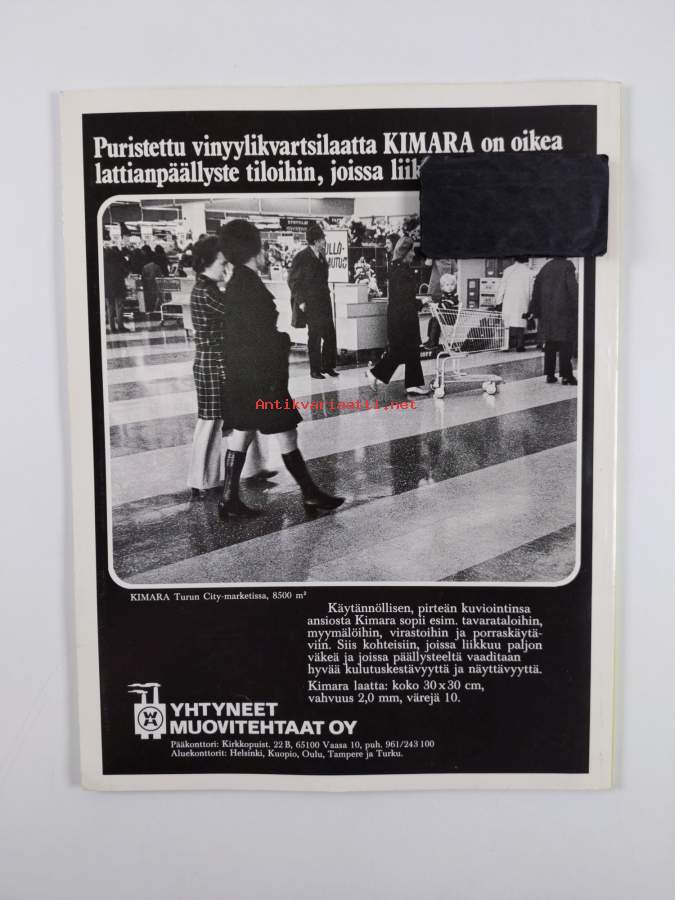 Puristettu vinyylikvartsilaatta KIMARA on oikea
lattianpäällyste tiloihin, joissa
Antikvariaatti.net
KIMARA Turun City-marketissa, 8500 m²
Käytännöllisen, pirteän kuviointinsa
ansiosta Kimara sopii esim. tavarataloihin,
myymälöihin, virastoihin ja porraskäytä-
viin. Siis kohteisiin, joissa liikkuu paljon
väkeä ja joissa päällysteeltä vaaditaan
hyvää kulutuskestävyyttä ja näyttävyyttä.
Kimara laatta: koko 30 x 30 cm,
vahvuus 2,0 mm, värejä 10.
YHTYNEET
MUOVITEHTAAT OY
Pääkonttori: Kirkkopuist. 22 B, 65100 Vaasa 10, puh. 961/243 100
Aluekonttorit: Helsinki, Kuopio, Oulu, Tampere ja Turku.